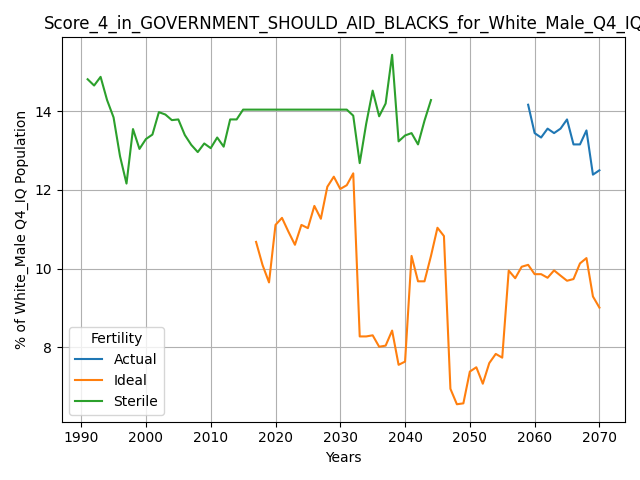 Score_4_in_GOVERNMENT_SHOULD_AID_BLACKS_for_White_Male_Q4_IQ
% of White_Male Q4_IQ Population
14
12
10
8
Fertility
Actual
Ideal
Sterile
1990 2000 2010 2020 2030 2040 2050 2060 2070
Years